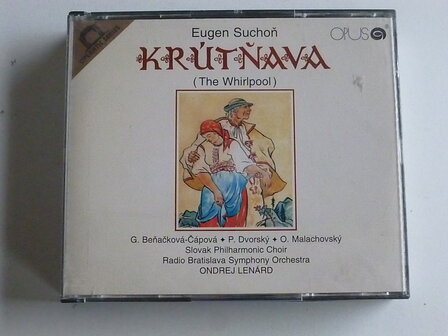 Eugen Suchoň
OPUS
KRÚTŇAVA
(The Whirlpool)
G. Beňačková-Čápová ✦ P. Dvorský ✦ O. Malachovský
Slovak Philharmonic Choir
Radio Bratislava Symphony Orchestra
ONDREJ LENÁRD